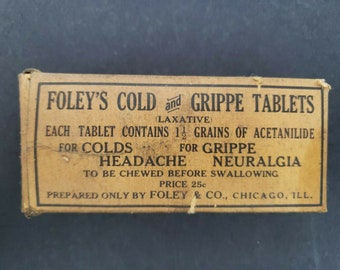 FOLEY'S COLD and GRIPPE TABLETS
(LAXATIVE)
EACH TABLET CONTAINS 1½ GRAINS OF ACETANILIDE
FOR COLDS FOR GRIPPE
HEADACHE NEURALGIA
TO BE CHEWED BEFORE SWALLOWING
PRICE 25c
PREPARED ONLY BY FOLEY & CO., CHICAGO, ILL.